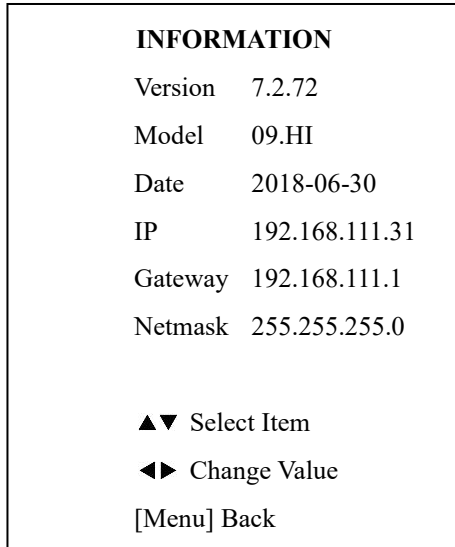 INFORMATION
Version 7.2.72
Model 09.HI
Date 2018-06-30
IP 192.168.111.31
Gateway 192.168.111.1
Netmask 255.255.255.0
▲▼ Select Item
◀▶ Change Value
[Menu] Back